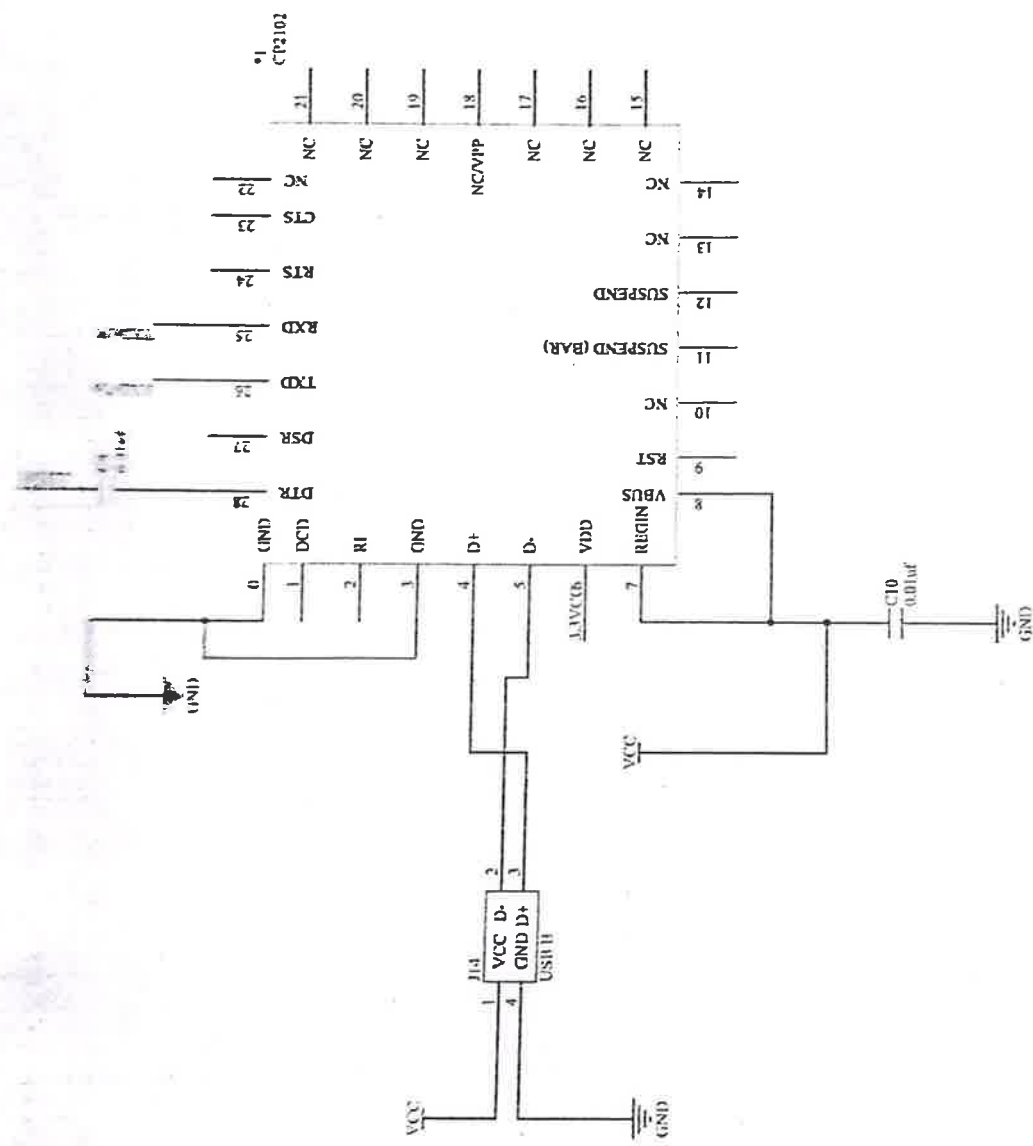 *1
CP2102
21
NC
20
NC
19
NC
18
NC/VPP
17
NC
16
NC
15
NC
22
NC
23
CTS
24
RTS
25
RXD
26
TXD
27
DSR
28
DTR
14
NC
13
NC
12
SUSPEND
11
SUSPEND (BAR)
10
NC
9
RST
8
VBUS
0
GND
1
DCD
2
RI
3
GND
4
D+
5
D-
VDD
7
REGIN
GND
VCC
C10
0.01uf
GND
J14
VCC D-
GND D+
USB B
1
4
2
3
VCC
GND